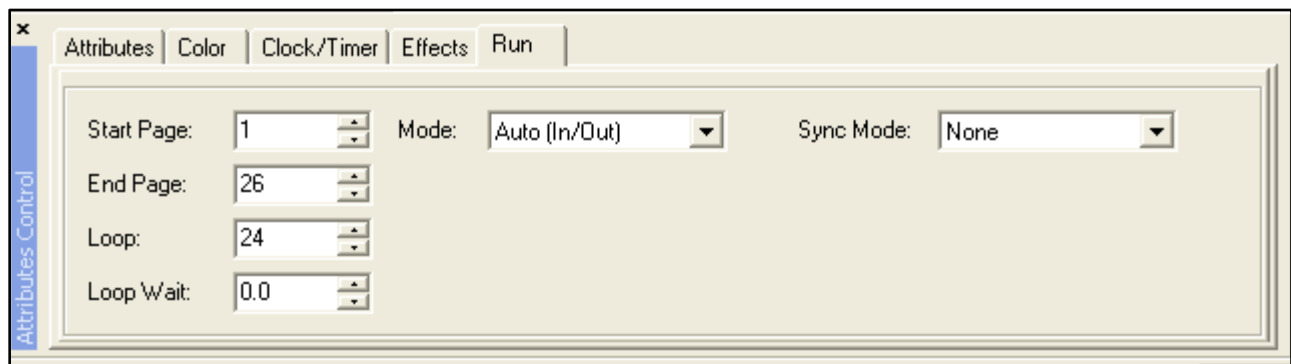 x
Attributes Color Clock/Timer Effects Run
Start Page: 1 Mode: Auto (In/Out) Sync Mode: None
End Page: 26
Loop: 24
Loop Wait: 0.0
Attributes Control